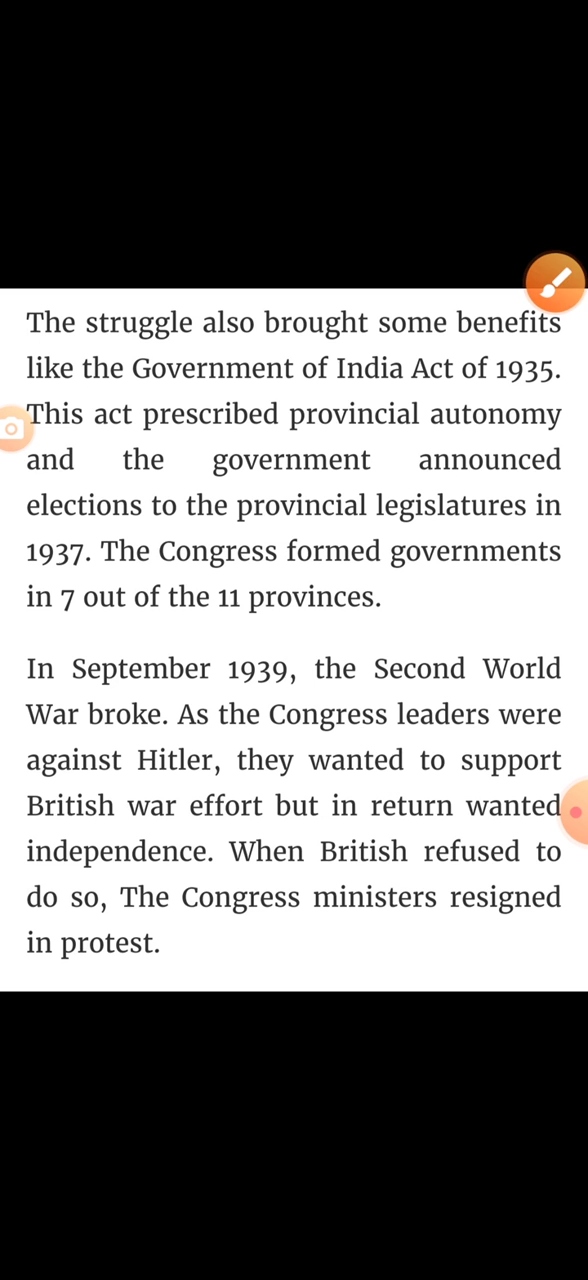 The struggle also brought some benefits
like the Government of India Act of 1935.
This act prescribed provincial autonomy
and the government announced
elections to the provincial legislatures in
1937. The Congress formed governments
in 7 out of the 11 provinces.
In September 1939, the Second World
War broke. As the Congress leaders were
against Hitler, they wanted to support
British war effort but in return wanted
independence. When British refused to
do so, The Congress ministers resigned
in protest.